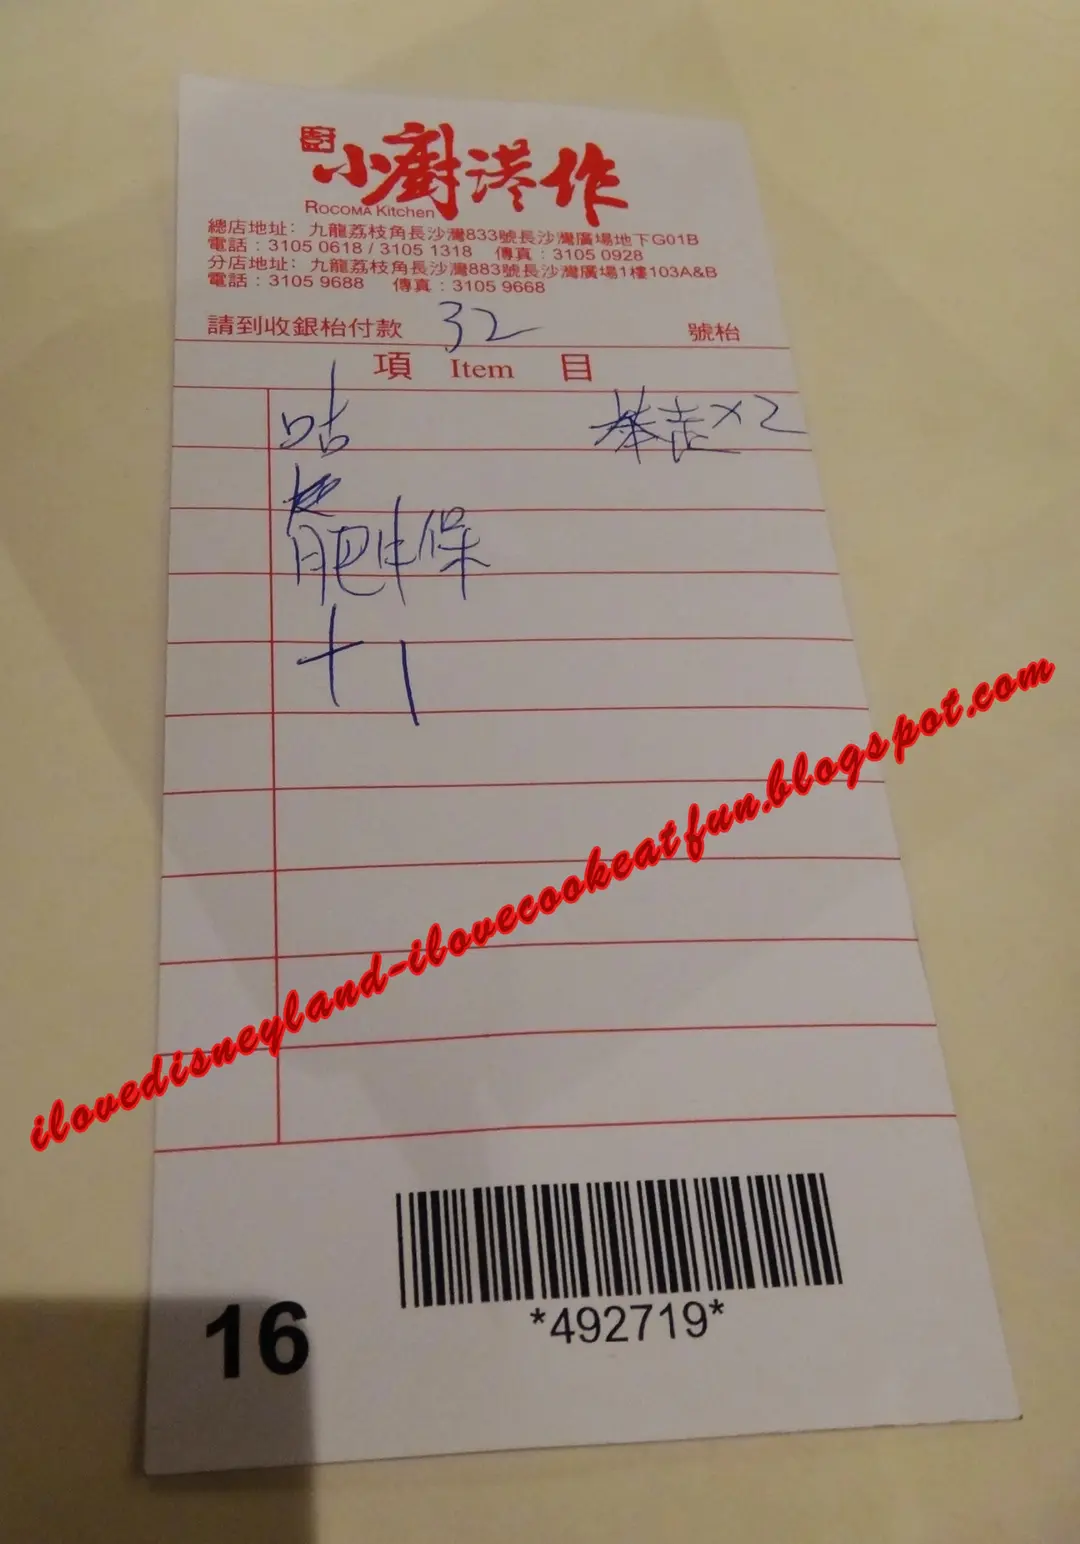 廚
小廚港作
ROCOMA Kitchen
總店地址: 九龍荔枝角長沙灣833號長沙灣廣場地下G01B
電話 : 3105 0618 / 3105 1318 傳真 : 3105 0928
分店地址: 九龍荔枝角長沙灣883號長沙灣廣場1樓103A&B
電話 : 3105 9688 傳真 : 3105 9668
請到收銀枱付款 32 號枱
項 Item 目
咕 走×2
肥牛保
十
ilovedisneyland-ilovecookeatfun.blogspot.com
16
*492719*